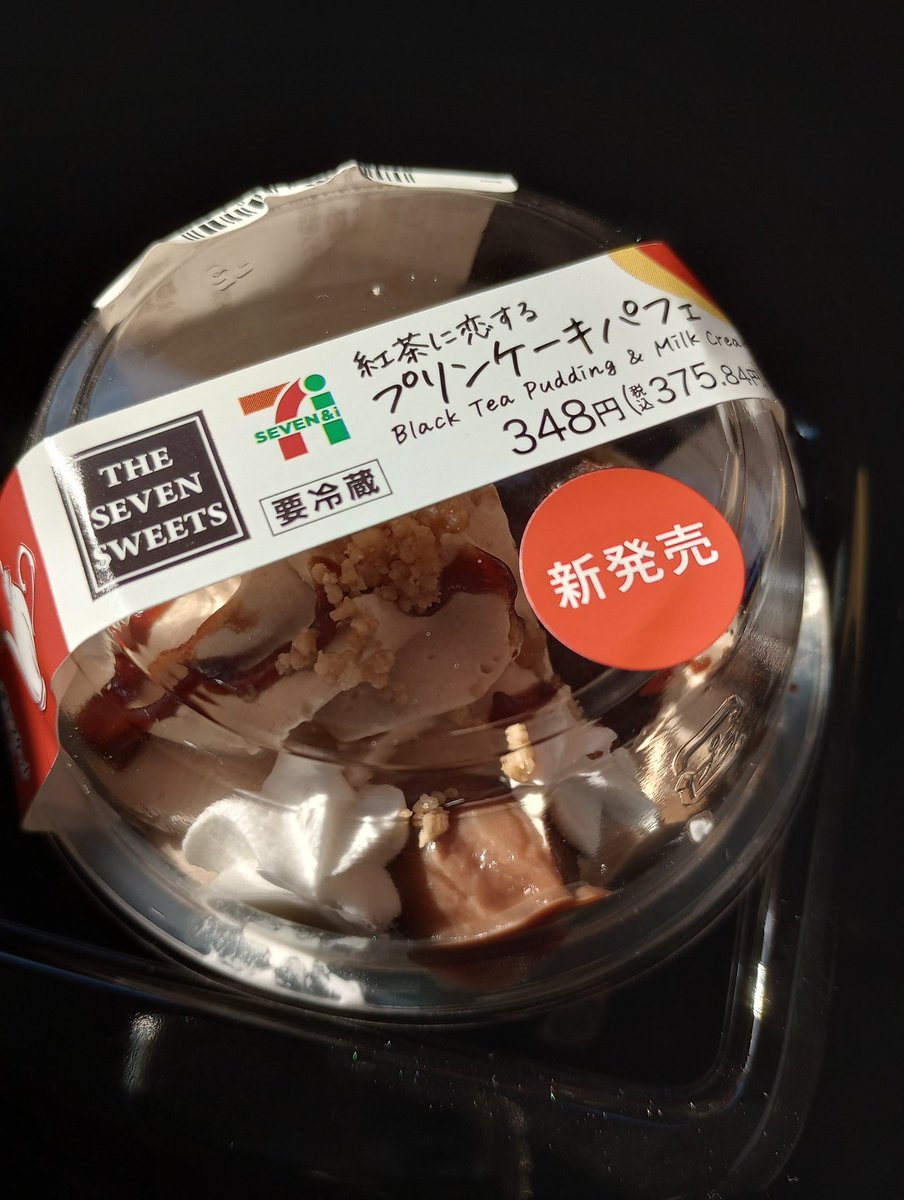 紅茶に恋する
プリンケーキパフェ
Black Tea Pudding & Milk Crea
348円(税込375.84円
SEVEN&i
THE
SEVEN
SWEETS
要冷蔵
新発売